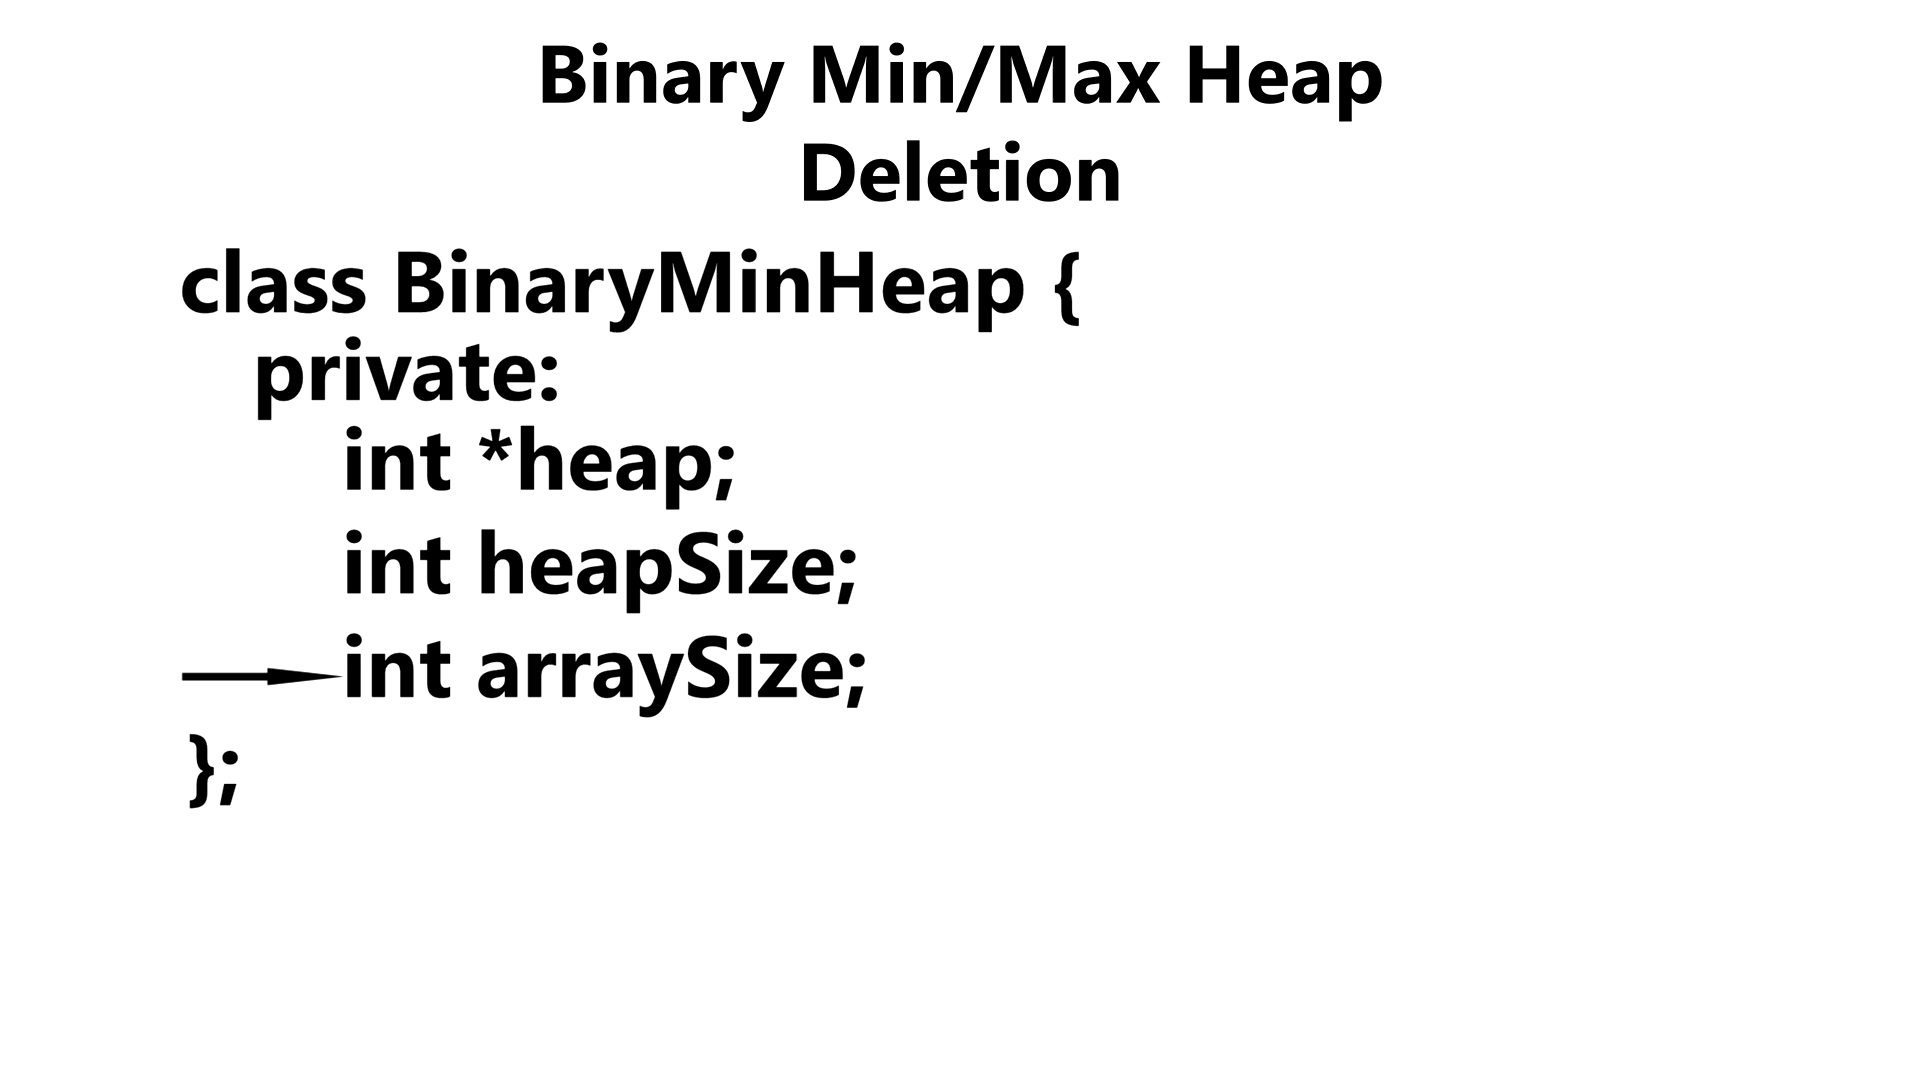 Binary Min/Max Heap
Deletion
class BinaryMinHeap {
private:
int *heap;
int heapSize;
int arraySize;
};